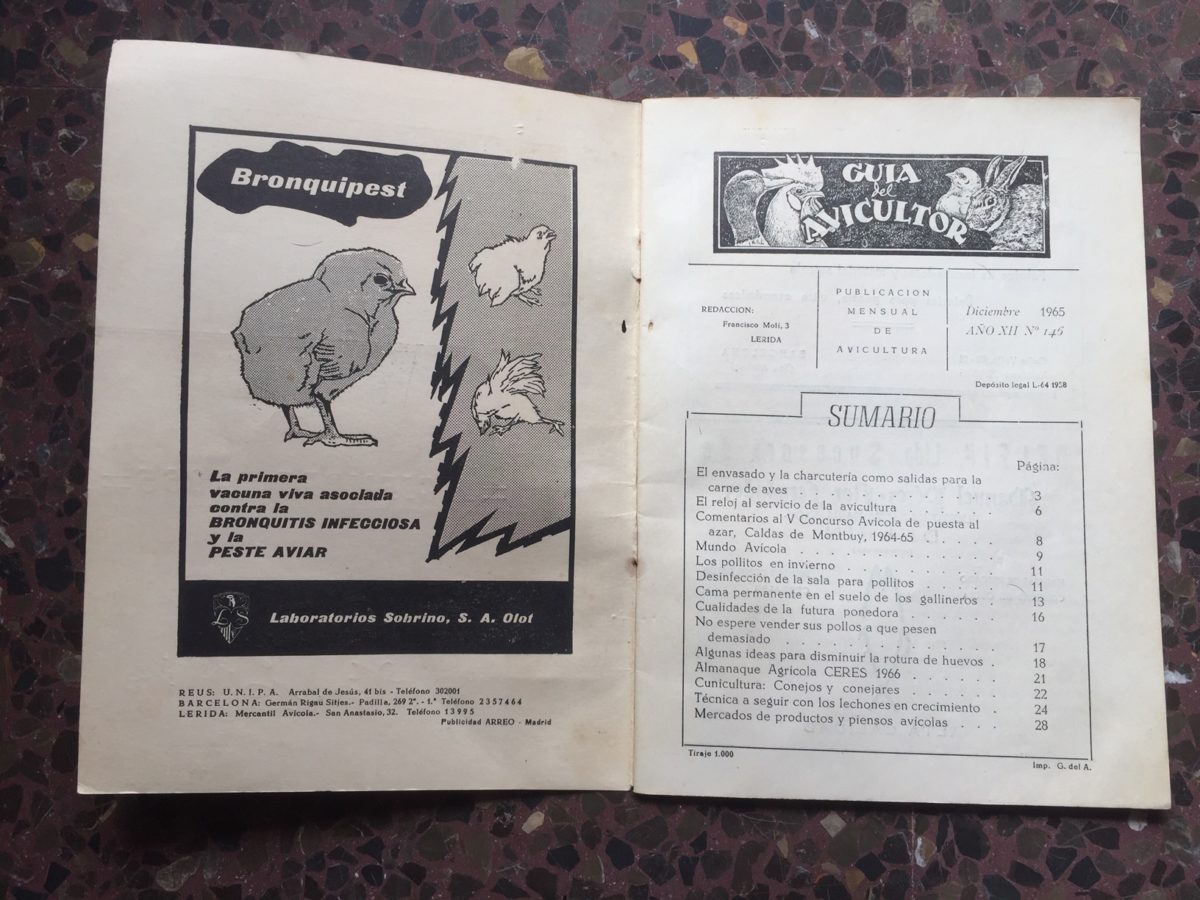 Bronquipest
La primera
vacuna viva asociada
contra la
BRONQUITIS INFECCIOSA
y la
PESTE AVIAR
LS
Laboratorios Sobrino, S. A. Olot
REUS: U.N.I.P.A. Arrabal de Jesús, 41 bis - Teléfono 302001
BARCELONA: Germán Rigau Sitjes.- Padilla, 269 2º. - 1.ª Teléfono 2357464
LERIDA: Mercantil Avícola.- San Anastasio, 32. Teléfono 13995
Publicidad ARREO - Madrid
GUIA
del
AVICULTOR
REDACCION:
Francisco Molí, 3
LERIDA
PUBLICACION
MENSUAL
DE
AVICULTURA
Diciembre 1965
AÑO XII Nº 146
Depósito legal L-64 1958
SUMARIO
Página:
El envasado y la charcutería como salidas para la
carne de aves 3
El reloj al servicio de la avicultura . . . . . . 6
Comentarios al V Concurso Avícola de puesta al
azar, Caldas de Montbuy, 1964-65 . . . . . 8
Mundo Avícola . . . . . . . . . . . 9
Los pollitos en invierno . . . . . . . . . 11
Desinfección de la sala para pollitos . . . . . 11
Cama permanente en el suelo de los gallineros . 13
Cualidades de la futura ponedora . . . . . . 16
No espere vender sus pollos a que pesen
demasiado . . . . . . . . . . . 17
Algunas ideas para disminuir la rotura de huevos . 18
Almanaque Agrícola CERES 1966 . . . . . . 21
Cunicultura: Conejos y conejares . . . . . . 22
Técnica a seguir con los lechones en crecimiento . 24
Mercados de productos y piensos avícolas . . . 28
Tiraje 1.000
Imp. G. del A.